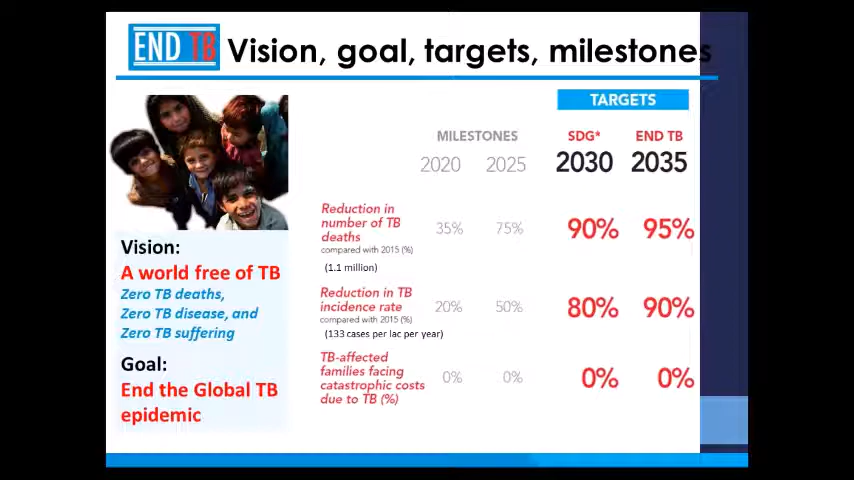 END TB Vision, goal, targets, milestones
TARGETS
MILESTONES SDG* END TB
2020 2025 2030 2035
Reduction in
number of TB
deaths
compared with 2015 (%)
(1.1 million)
35% 75% 90% 95%
Reduction in TB
incidence rate
compared with 2015 (%)
(133 cases per lac per year)
20% 50% 80% 90%
TB-affected
families facing
catastrophic costs
due to TB (%)
0% 0% 0% 0%
Vision:
A world free of TB
Zero TB deaths,
Zero TB disease, and
Zero TB suffering
Goal:
End the Global TB
epidemic